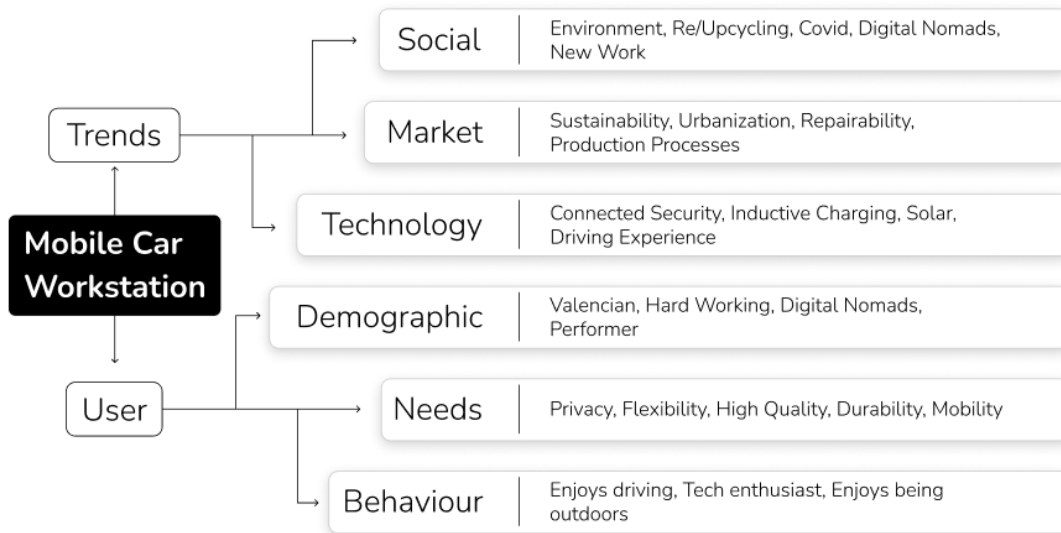 Social
Environment, Re/Upcycling, Covid, Digital Nomads,
New Work
Trends
Market
Sustainability, Urbanization, Repairability,
Production Processes
Technology
Connected Security, Inductive Charging, Solar,
Driving Experience
Mobile Car
Workstation
Demographic
Valencian, Hard Working, Digital Nomads,
Performer
User
Needs
Privacy, Flexibility, High Quality, Durability, Mobility
Behaviour
Enjoys driving, Tech enthusiast, Enjoys being
outdoors